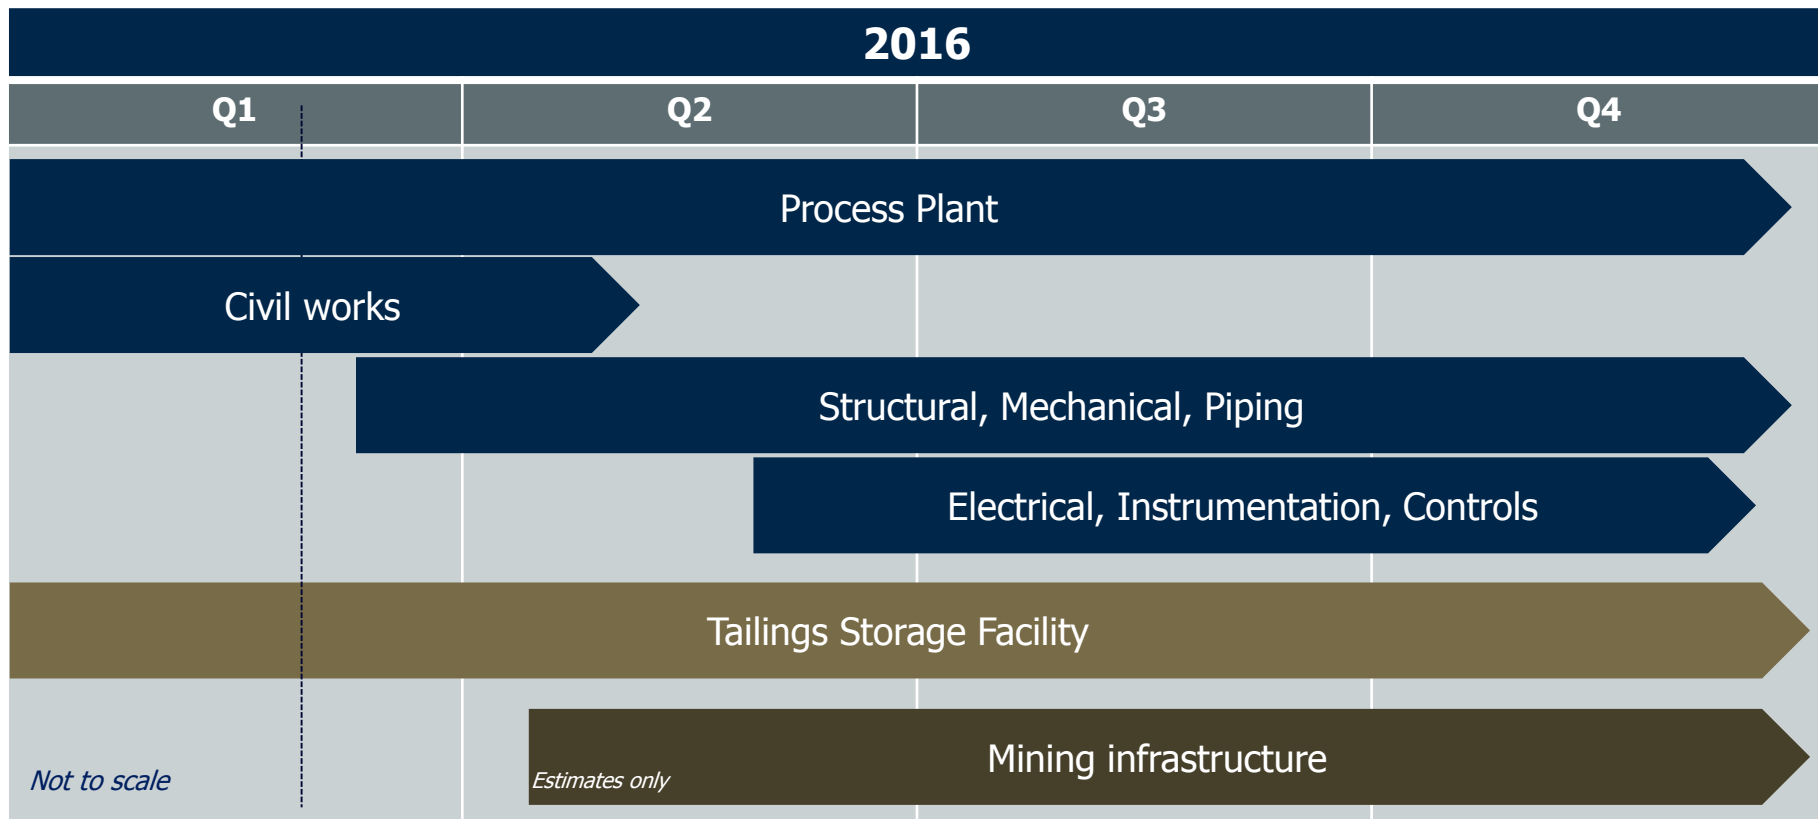 2016
Q1 Q2 Q3 Q4
Process Plant
Civil works
Structural, Mechanical, Piping
Electrical, Instrumentation, Controls
Tailings Storage Facility
Mining infrastructure
Not to scale
Estimates only